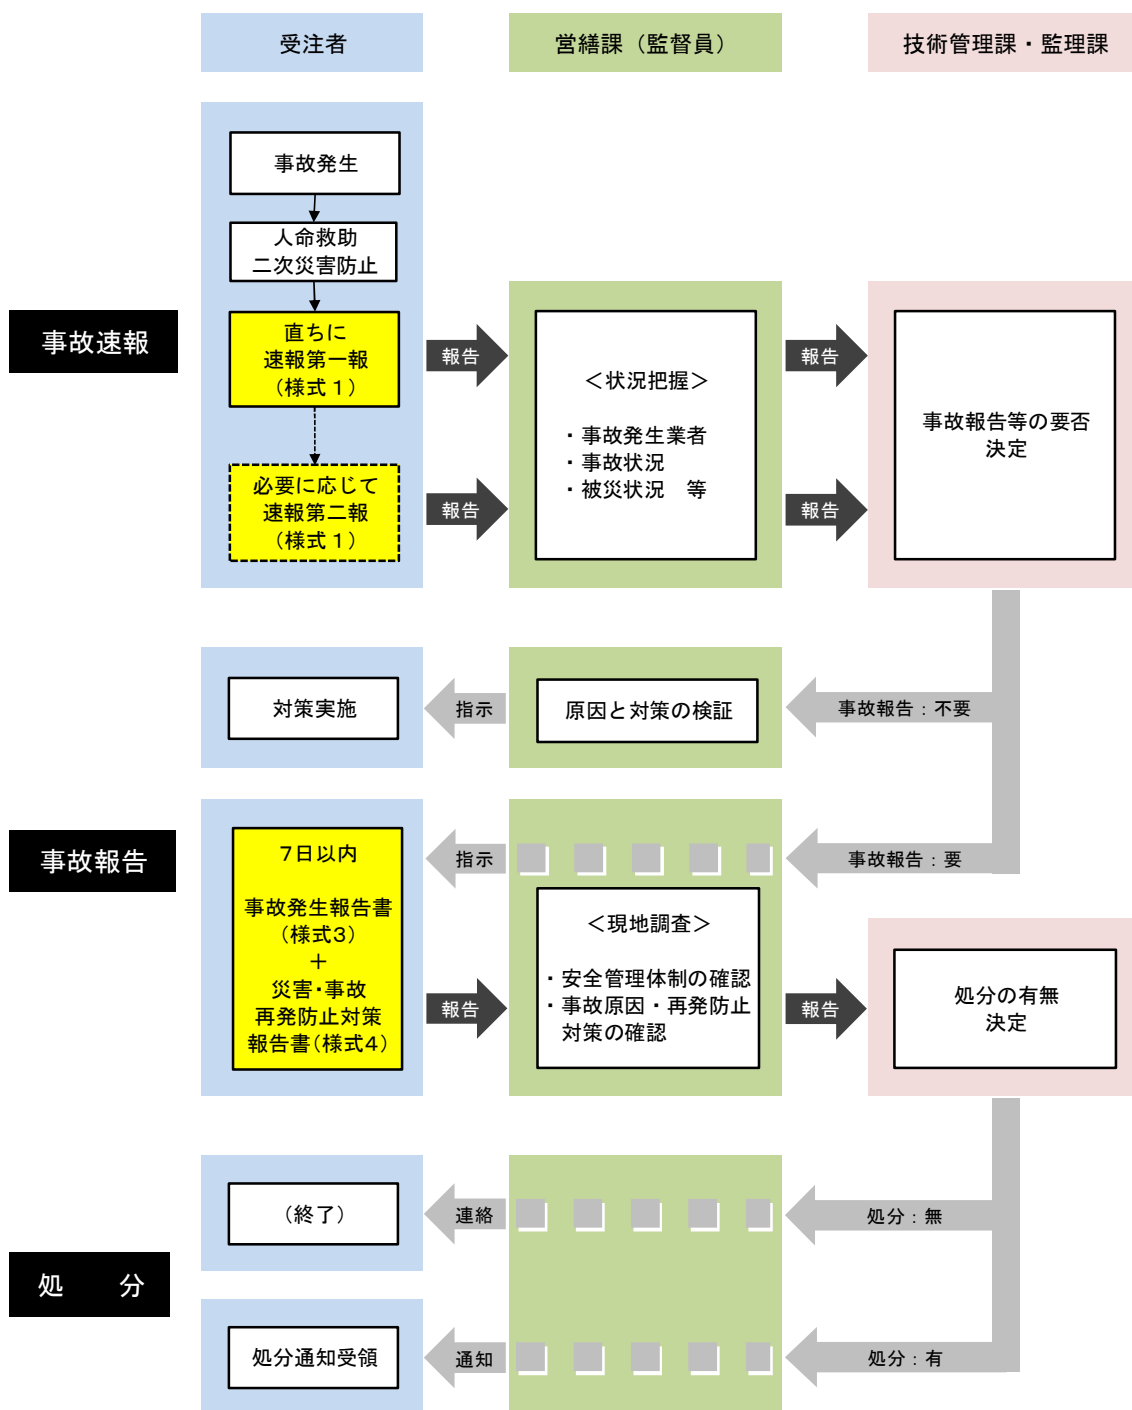 受注者
営繕課（監督員）
技術管理課・監理課
事故発生
人命救助
二次災害防止
事故速報
直ちに
速報第一報
（様式１）
報告
＜状況把握＞
・事故発生業者
・事故状況
・被災状況　等
報告
事故報告等の要否
決定
必要に応じて
速報第二報
（様式１）
報告
報告
対策実施
指示
原因と対策の検証
事故報告：不要
事故報告
7日以内
事故発生報告書
（様式3）
＋
災害・事故
再発防止対策
報告書（様式4）
指示
事故報告：要
報告
＜現地調査＞
・安全管理体制の確認
・事故原因・再発防止
対策の確認
報告
処分の有無
決定
処　分
（終了）
連絡
処分：無
処分通知受領
通知
処分：有